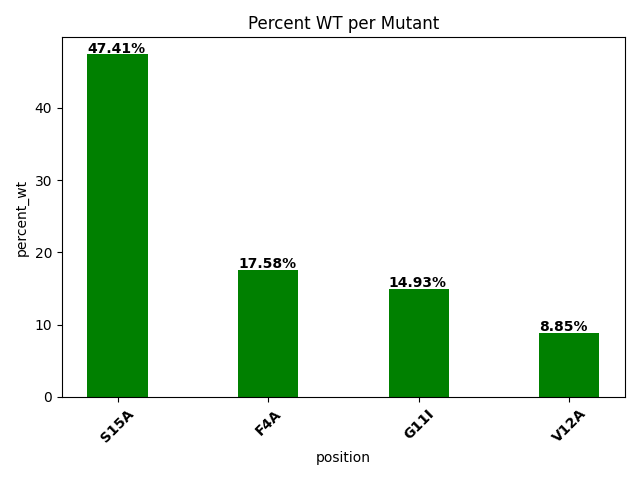 Percent WT per Mutant
47.41%
17.58%
14.93%
8.85%
percent_wt
40
30
20
10
0
S15A
F4A
G11I
V12A
position